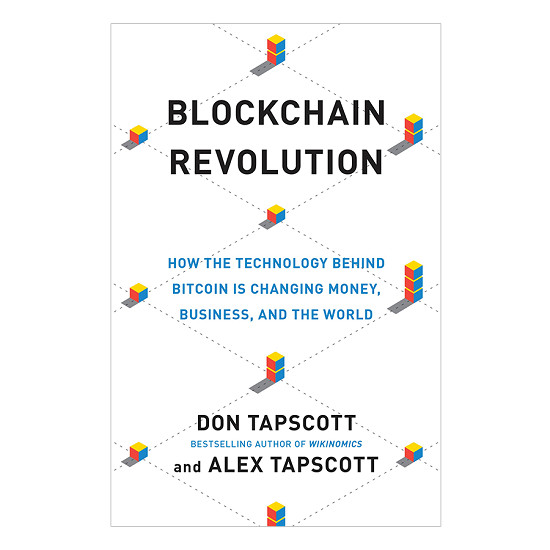 BLOCKCHAIN
REVOLUTION
HOW THE TECHNOLOGY BEHIND
BITCOIN IS CHANGING MONEY,
BUSINESS, AND THE WORLD
DON TAPSCOTT
BESTSELLING AUTHOR OF WIKINOMICS
and ALEX TAPSCOTT